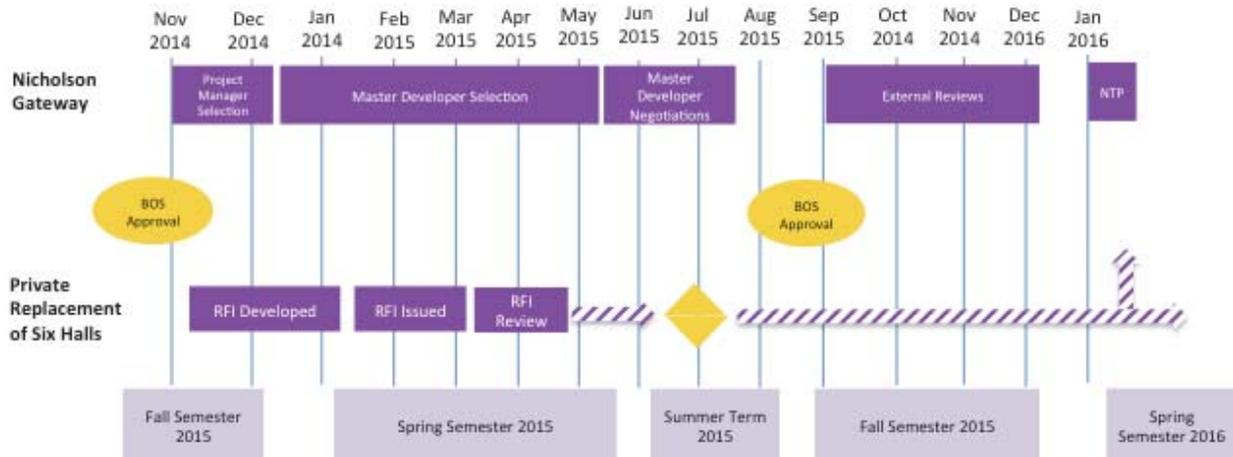 Nov Dec Jan Feb Mar Apr May Jun Jul Aug Sep Oct Nov Dec Jan
2014 2014 2014 2015 2015 2015 2015 2015 2015 2015 2015 2014 2014 2016 2016
Nicholson
Gateway
Project
Manager
Selection
Master Developer Selection
Master
Developer
Negotiations
External Reviews
NTP
BOS
Approval
BOS
Approval
Private
Replacement
of Six Halls
RFI Developed
RFI Issued
RFI
Review
Fall Semester
2015
Spring Semester 2015
Summer Term
2015
Fall Semester 2015
Spring
Semester 2016